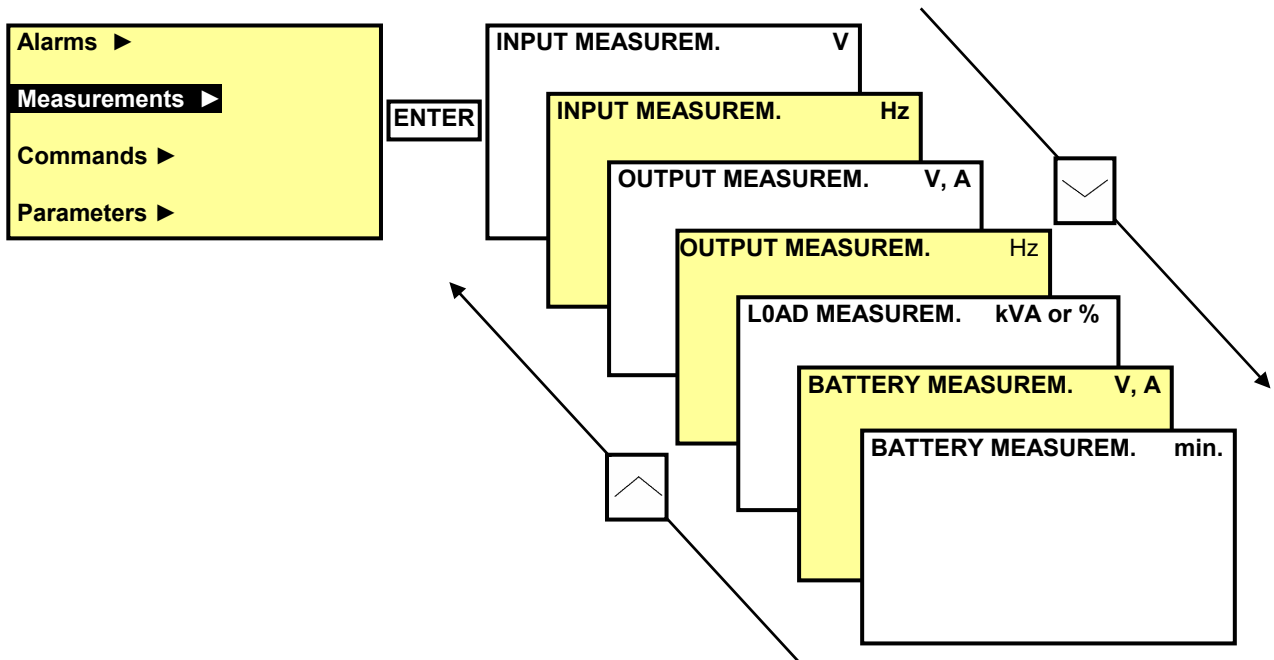 Alarms ►
Measurements ►
Commands ►
Parameters ►
ENTER
INPUT MEASUREM. V
INPUT MEASUREM. Hz
OUTPUT MEASUREM. V, A
OUTPUT MEASUREM. Hz
L0AD MEASUREM. kVA or %
BATTERY MEASUREM. V, A
BATTERY MEASUREM. min.